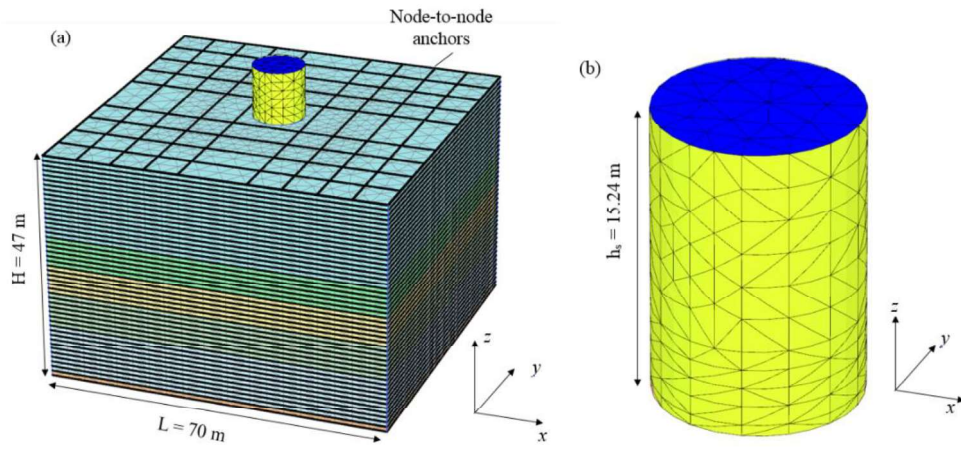 Node-to-node
anchors
(a)
H = 47 m
L = 70 m
z
y
x
(b)
hₛ = 15.24 m
z
y
x